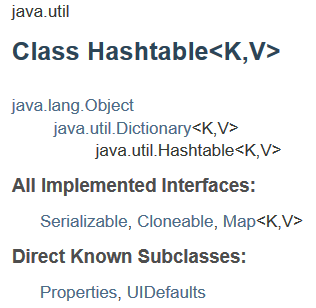 java.util
Class Hashtable<K,V>
java.lang.Object
java.util.Dictionary<K,V>
java.util.Hashtable<K,V>
All Implemented Interfaces:
Serializable, Cloneable, Map<K,V>
Direct Known Subclasses:
Properties, UIDefaults